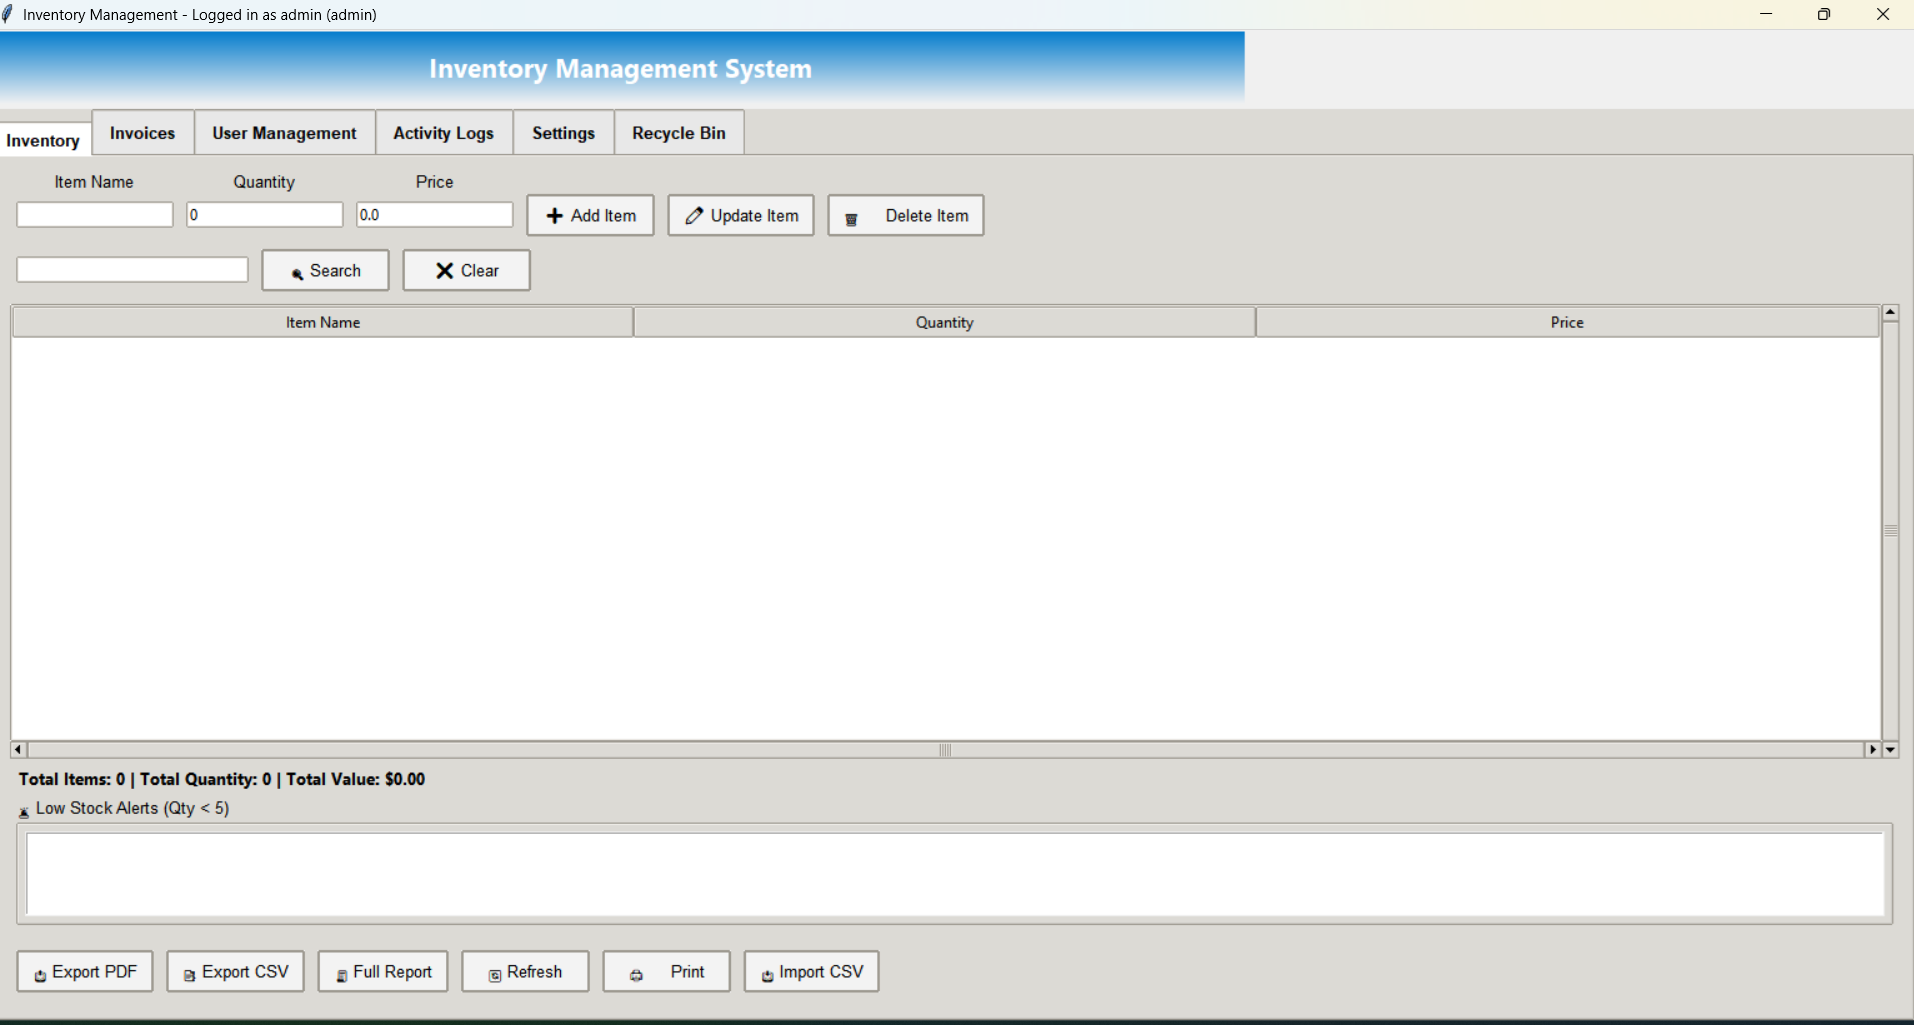 Inventory Management - Logged in as admin (admin)
Inventory Management System
Inventory Invoices User Management Activity Logs Settings Recycle Bin
Item Name Quantity Price
0 0.0 Add Item Update Item Delete Item
Search Clear
Item Name Quantity Price
Total Items: 0 | Total Quantity: 0 | Total Value: $0.00
Low Stock Alerts (Qty < 5)
Export PDF Export CSV Full Report Refresh Print Import CSV